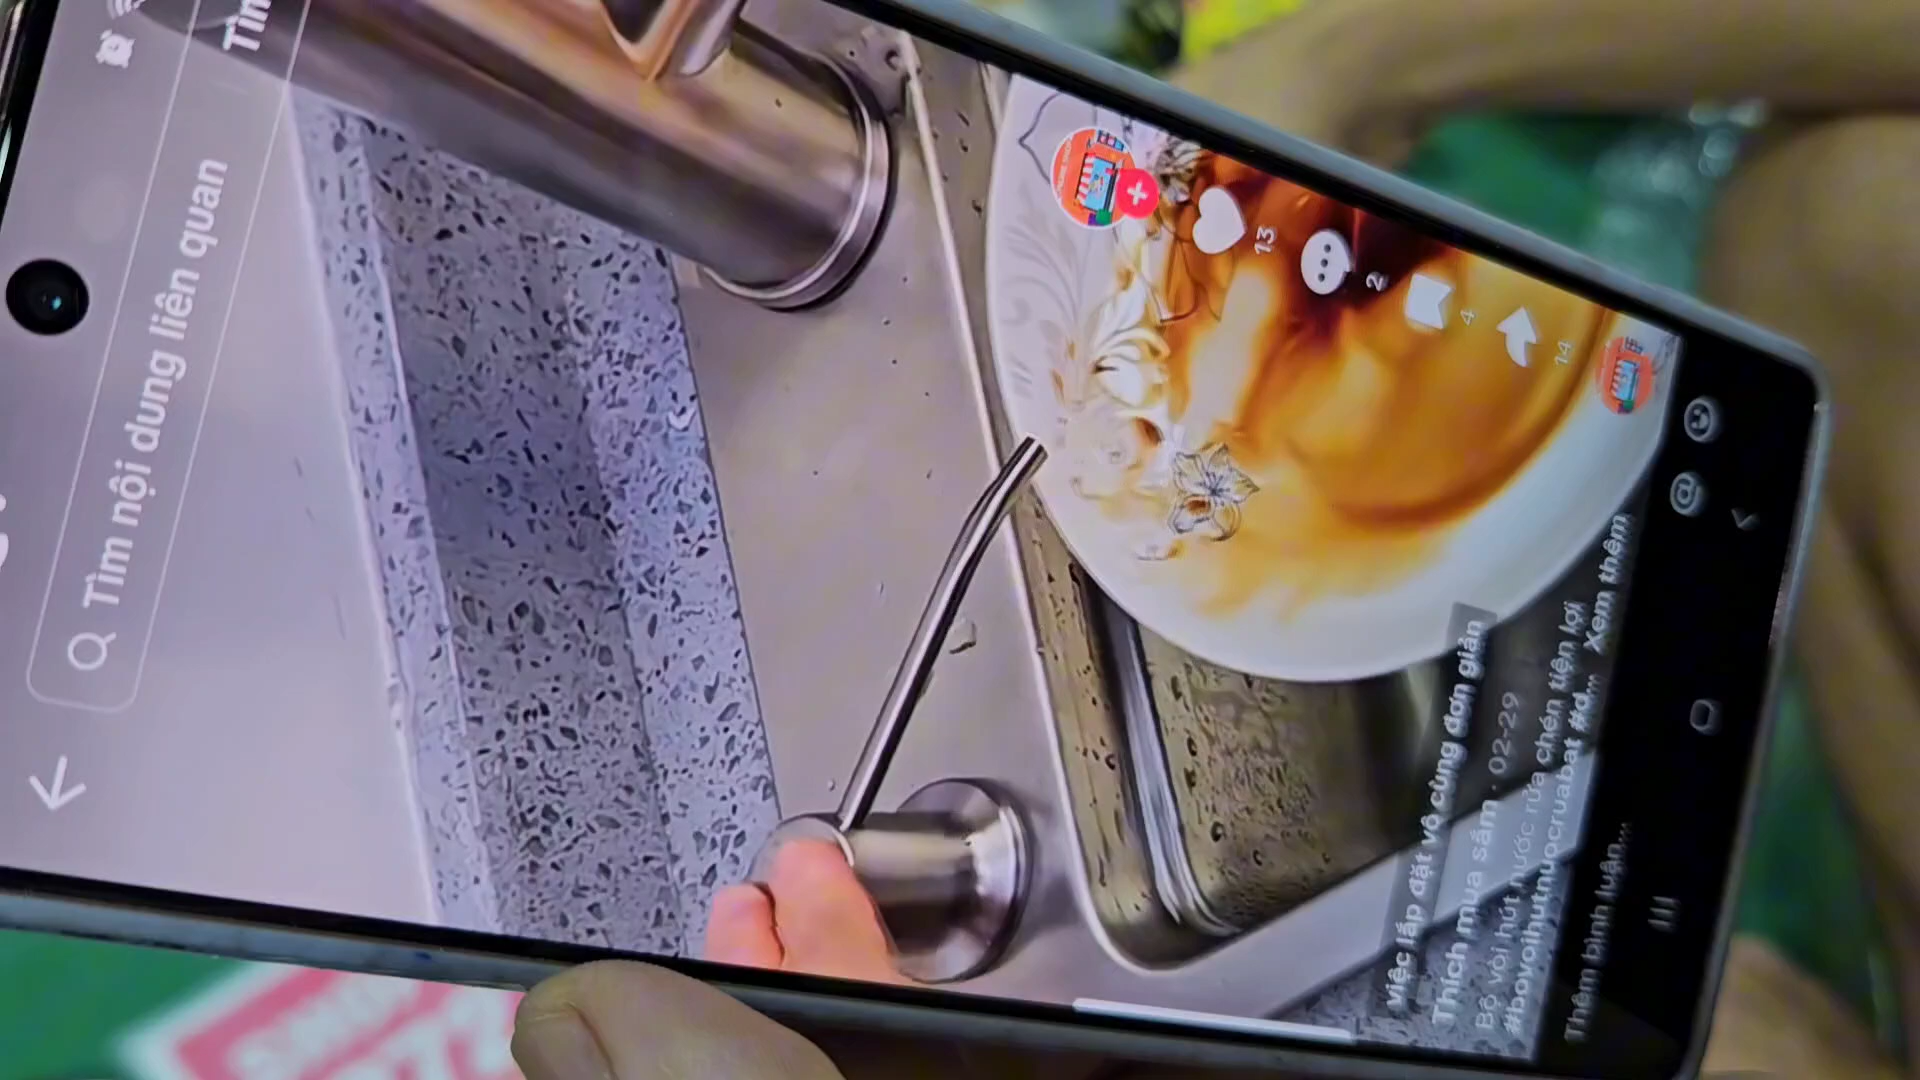 Tìm nội dung liên quan
Tìm
13
2
4
14
việc lắp đặt vô cùng đơn giản
Thích mua sắm · 02-29
Bộ vòi hút nước rửa chén tiện lợi
#bovoihutnuocruabat #d... Xem thêm
Thêm bình luận...
@